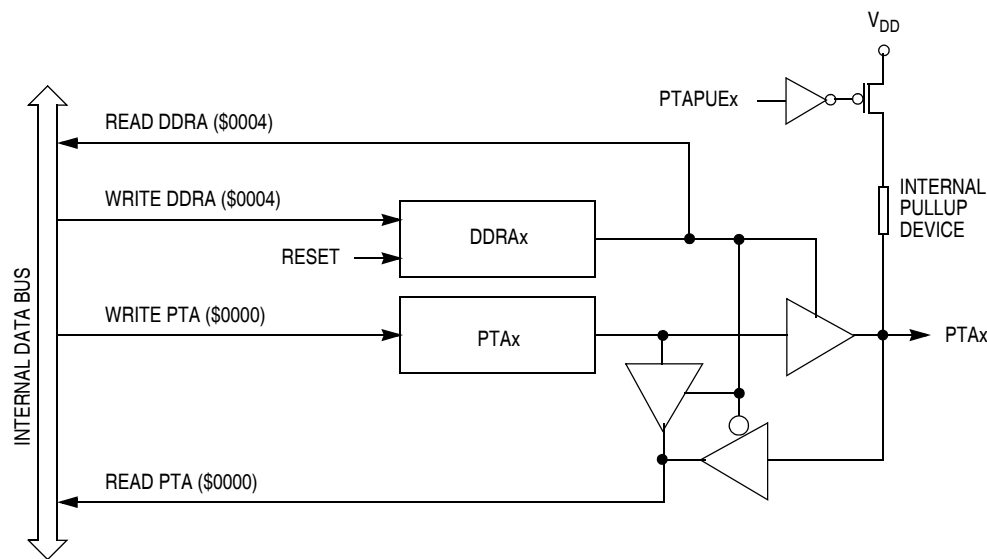 VDD
PTAPUEx
READ DDRA ($0004)
INTERNAL
PULLUP
DEVICE
WRITE DDRA ($0004)
DDRAx
RESET
INTERNAL DATA BUS
WRITE PTA ($0000)
PTAx
PTAx
READ PTA ($0000)